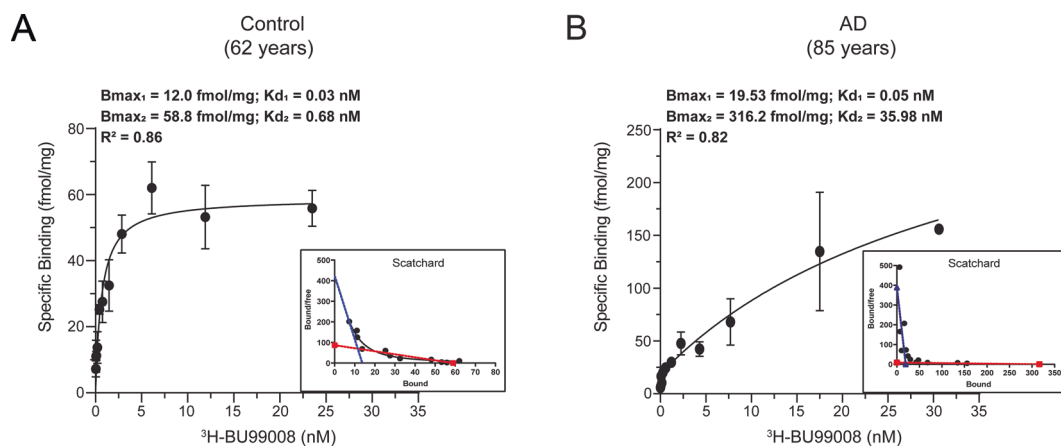 A
Control
(62 years)
Bmax₁ = 12.0 fmol/mg; Kd₁ = 0.03 nM
Bmax₂ = 58.8 fmol/mg; Kd₂ = 0.68 nM
R² = 0.86
Specific Binding (fmol/mg)
80
60
40
20
0
0 5 10 15 20 25 30 35
³H-BU99008 (nM)
Scatchard
Bound/free
500
400
300
200
100
0
0 10 20 30 40 50 60 70 80
Bound
B
AD
(85 years)
Bmax₁ = 19.53 fmol/mg; Kd₁ = 0.05 nM
Bmax₂ = 316.2 fmol/mg; Kd₂ = 35.98 nM
R² = 0.82
Specific Binding (fmol/mg)
250
200
150
100
50
0
0 5 10 15 20 25 30 35
³H-BU99008 (nM)
Scatchard
Bound/free
500
400
300
200
100
0
0 50 100 150 200 250 300 350
Bound